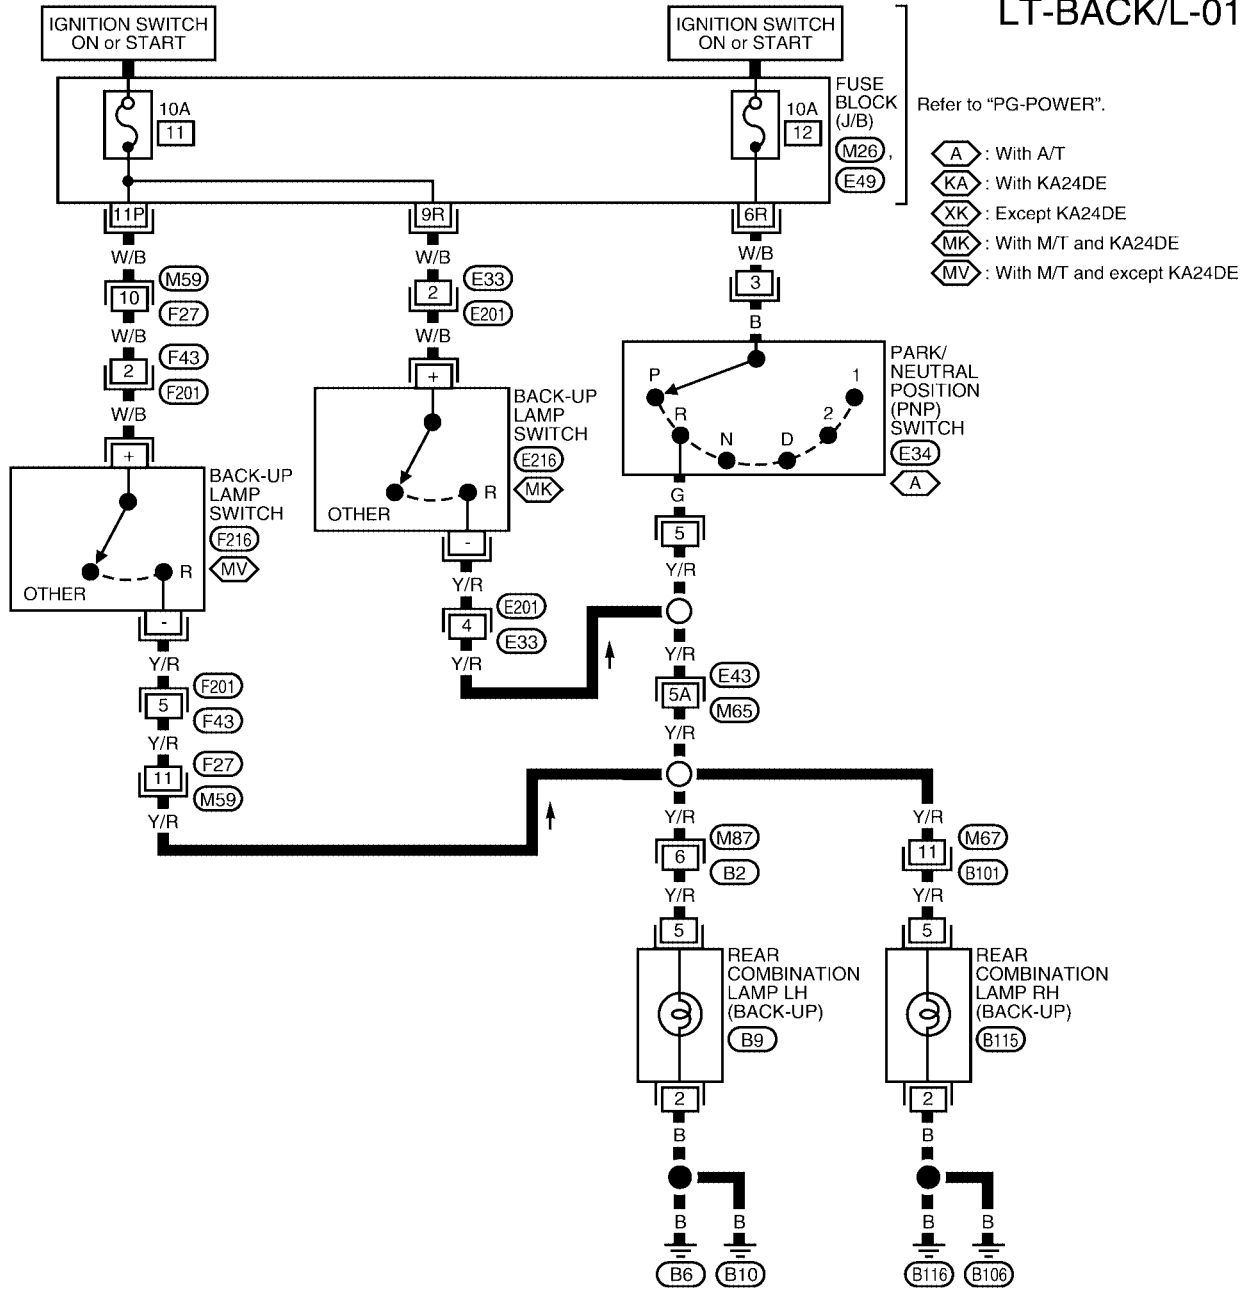 LT-BACK/L-01
IGNITION SWITCH
ON or START
IGNITION SWITCH
ON or START
10A
11
10A
12
FUSE
BLOCK
(J/B)
M26 ,
E49
Refer to “PG-POWER”.
A : With A/T
KA : With KA24DE
XK : Except KA24DE
MK : With M/T and KA24DE
MV : With M/T and except KA24DE
11P
9R
6R
W/B
W/B
W/B
10
M59
F27
2
E33
E201
3
W/B
W/B
B
2
F43
F201
W/B
+
+
BACK-UP
LAMP
SWITCH
E216
MK
OTHER
R
-
P
R
N
D
2
1
PARK/
NEUTRAL
POSITION
(PNP)
SWITCH
E34
A
BACK-UP
LAMP
SWITCH
F216
MV
OTHER
R
-
G
5
Y/R
Y/R
4
E201
E33
Y/R
Y/R
5
F201
F43
Y/R
11
F27
M59
Y/R
Y/R
5A
E43
M65
Y/R
Y/R
6
M87
B2
Y/R
Y/R
11
M67
B101
Y/R
5
REAR
COMBINATION
LAMP LH
(BACK-UP)
B9
2
5
REAR
COMBINATION
LAMP RH
(BACK-UP)
B115
2
B
B
B
B
B
B
B6
B10
B116
B106